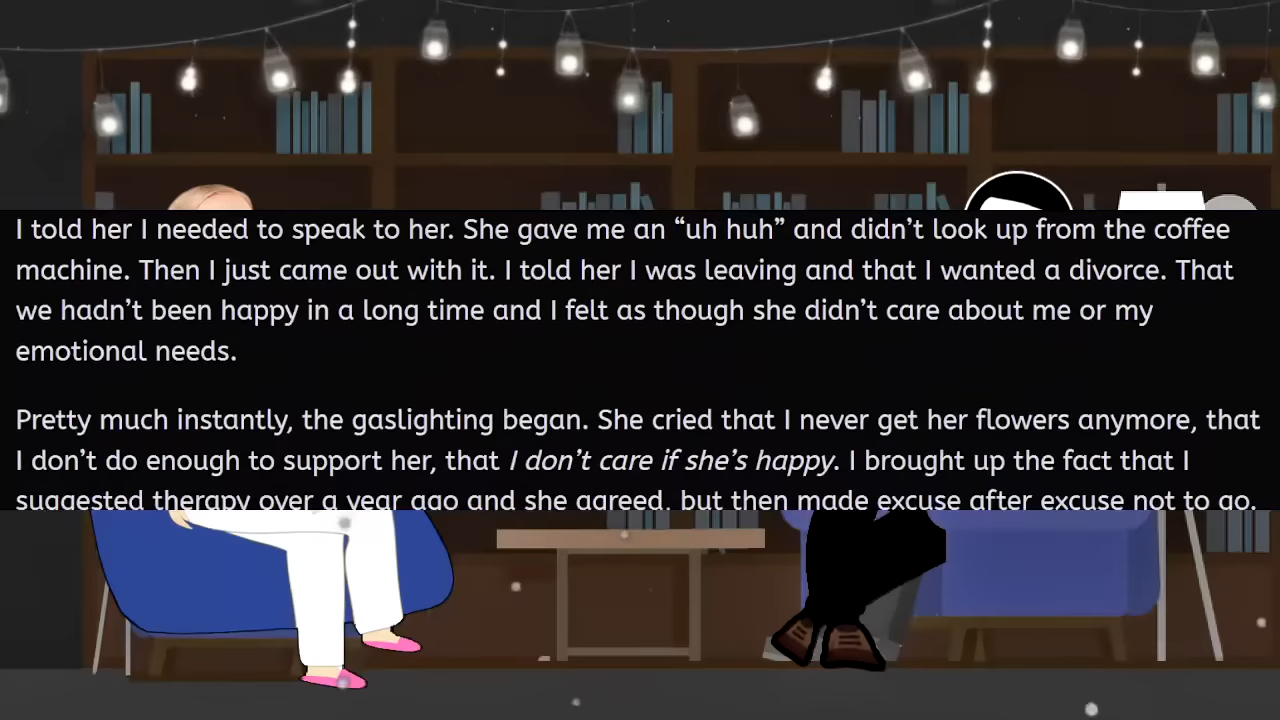 I told her I needed to speak to her. She gave me an “uh huh” and didn’t look up from the coffee
machine. Then I just came out with it. I told her I was leaving and that I wanted a divorce. That
we hadn’t been happy in a long time and I felt as though she didn’t care about me or my
emotional needs.
Pretty much instantly, the gaslighting began. She cried that I never get her flowers anymore, that
I don’t do enough to support her, that I don’t care if she’s happy. I brought up the fact that I
suggested therapy over a year ago and she agreed, but then made excuse after excuse not to go.